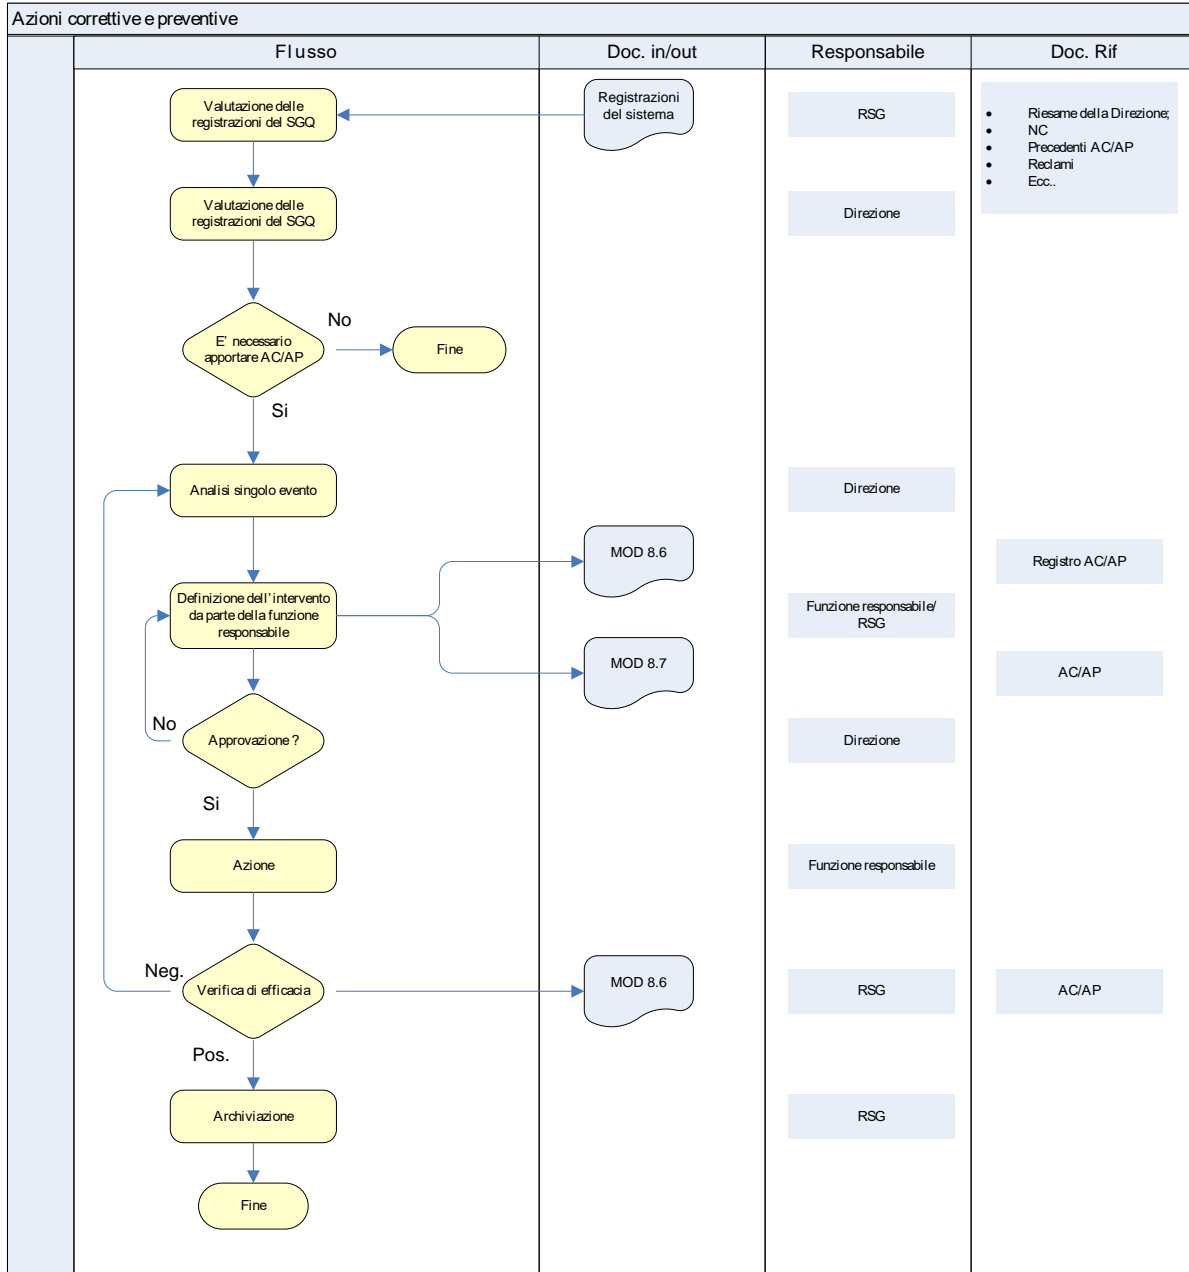 Azioni correttive e preventive
Flusso
Doc. in/out
Responsabile
Doc. Rif
Valutazione delle
registrazioni del SGQ
Registrazioni
del sistema
RSG
• Riesame della Direzione;
• NC
• Precedenti AC/AP
• Reclami
• Ecc..
Valutazione delle
registrazioni del SGQ
Direzione
E' necessario
apportare AC/AP
No
Fine
Si
Analisi singolo evento
Direzione
MOD 8.6
Registro AC/AP
Definizione dell'intervento
da parte della funzione
responsabile
Funzione responsabile/
RSG
MOD 8.7
AC/AP
No
Approvazione ?
Direzione
Si
Azione
Funzione responsabile
Neg.
Verifica di efficacia
MOD 8.6
RSG
AC/AP
Pos.
Archiviazione
RSG
Fine